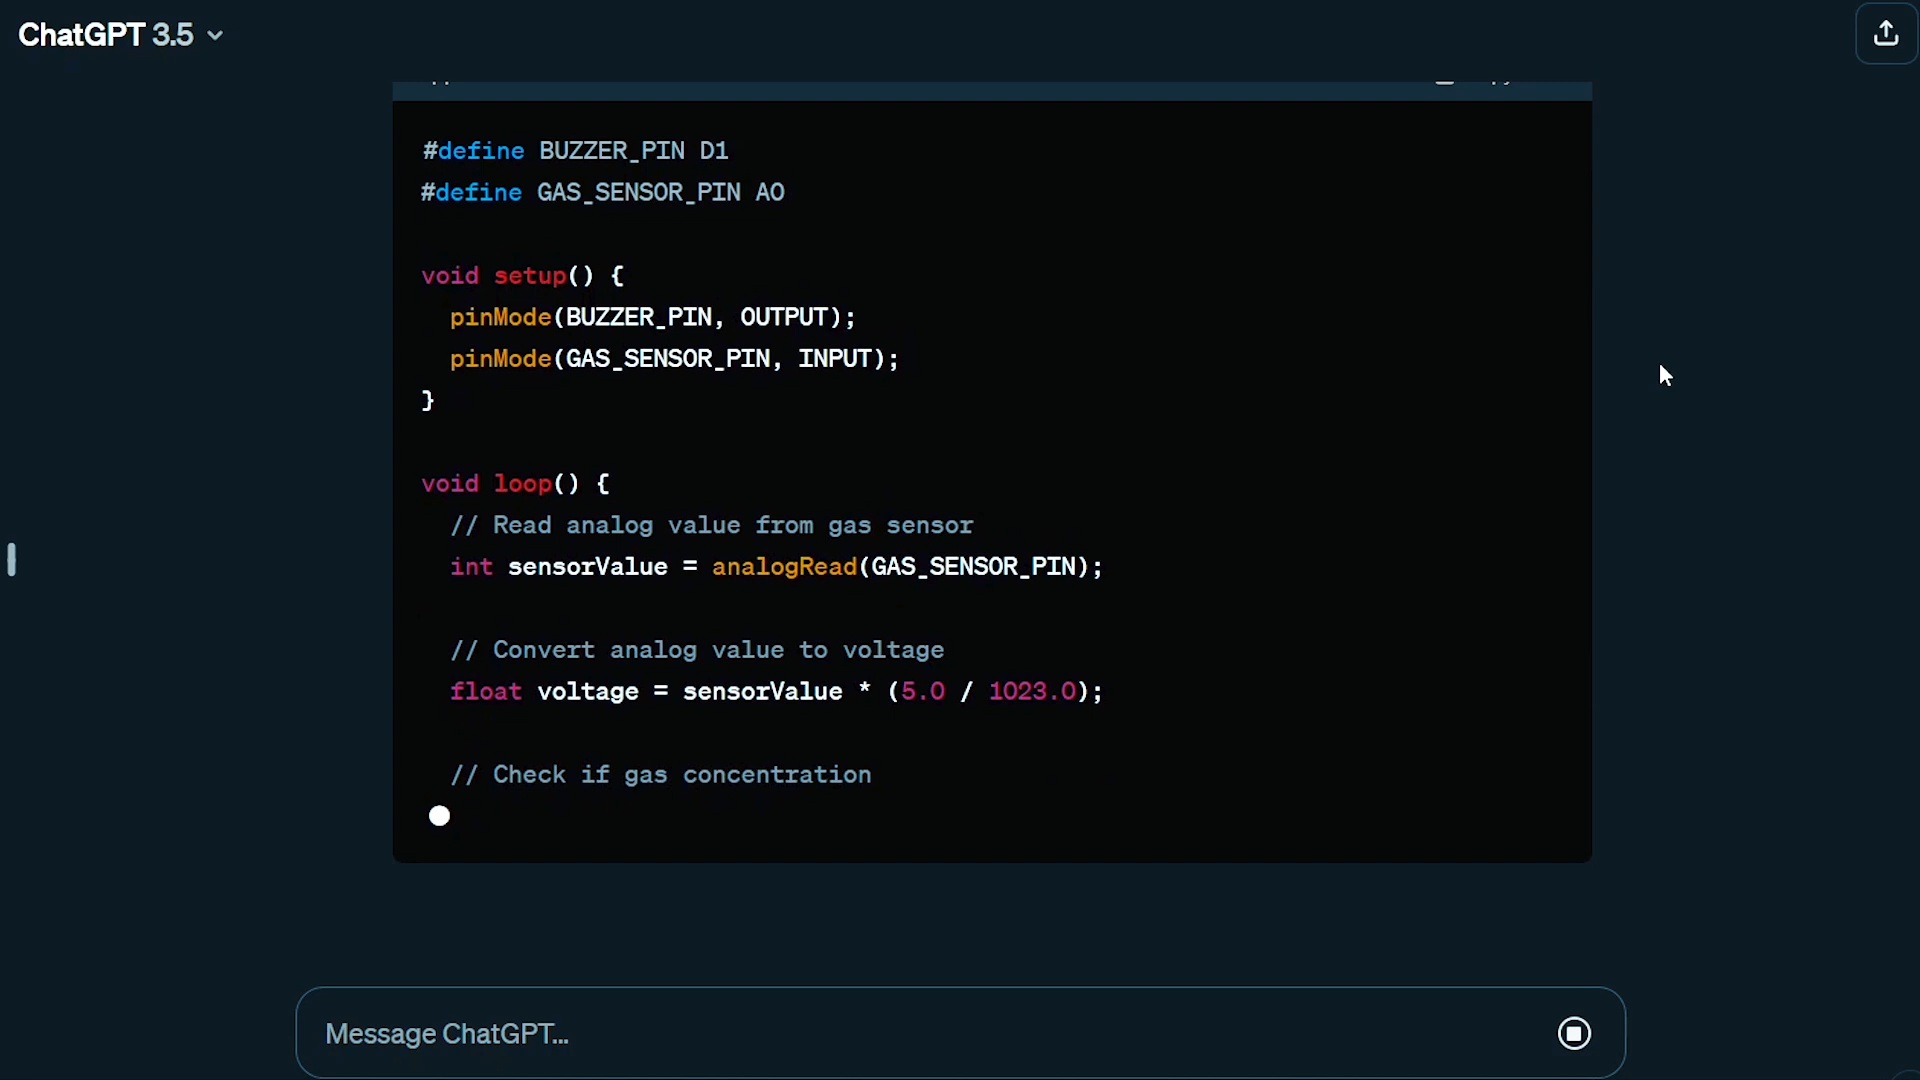 ChatGPT 3.5
#define BUZZER_PIN D1
#define GAS_SENSOR_PIN A0
void setup() {
pinMode(BUZZER_PIN, OUTPUT);
pinMode(GAS_SENSOR_PIN, INPUT);
}
void loop() {
// Read analog value from gas sensor
int sensorValue = analogRead(GAS_SENSOR_PIN);
// Convert analog value to voltage
float voltage = sensorValue * (5.0 / 1023.0);
// Check if gas concentration
Message ChatGPT...